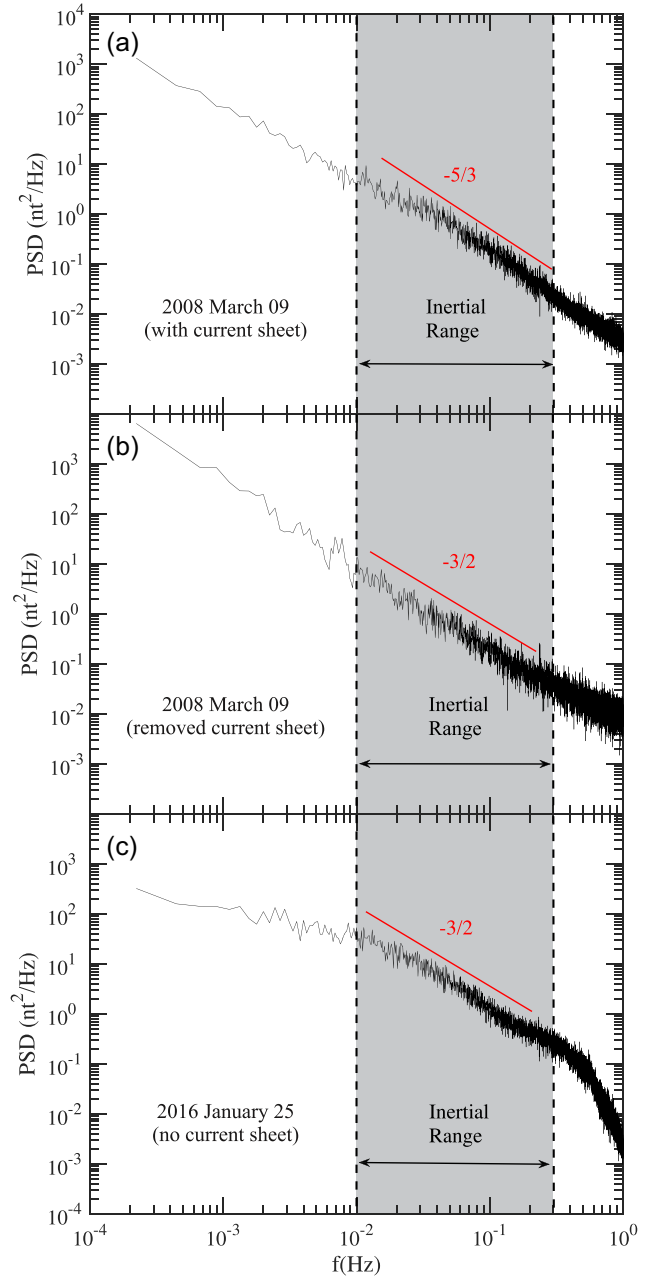 (a)
10^4
10^3
10^2
10^1
10^0
10^-1
10^-2
10^-3
PSD (nt^2/Hz)
-5/3
2008 March 09
(with current sheet)
Inertial
Range
(b)
10^3
10^2
10^1
10^0
10^-1
10^-2
10^-3
PSD (nt^2/Hz)
-3/2
2008 March 09
(removed current sheet)
Inertial
Range
(c)
10^3
10^2
10^1
10^0
10^-1
10^-2
10^-3
10^-4
PSD (nt^2/Hz)
-3/2
2016 January 25
(no current sheet)
Inertial
Range
10^-4 10^-3 10^-2 10^-1 10^0
f(Hz)